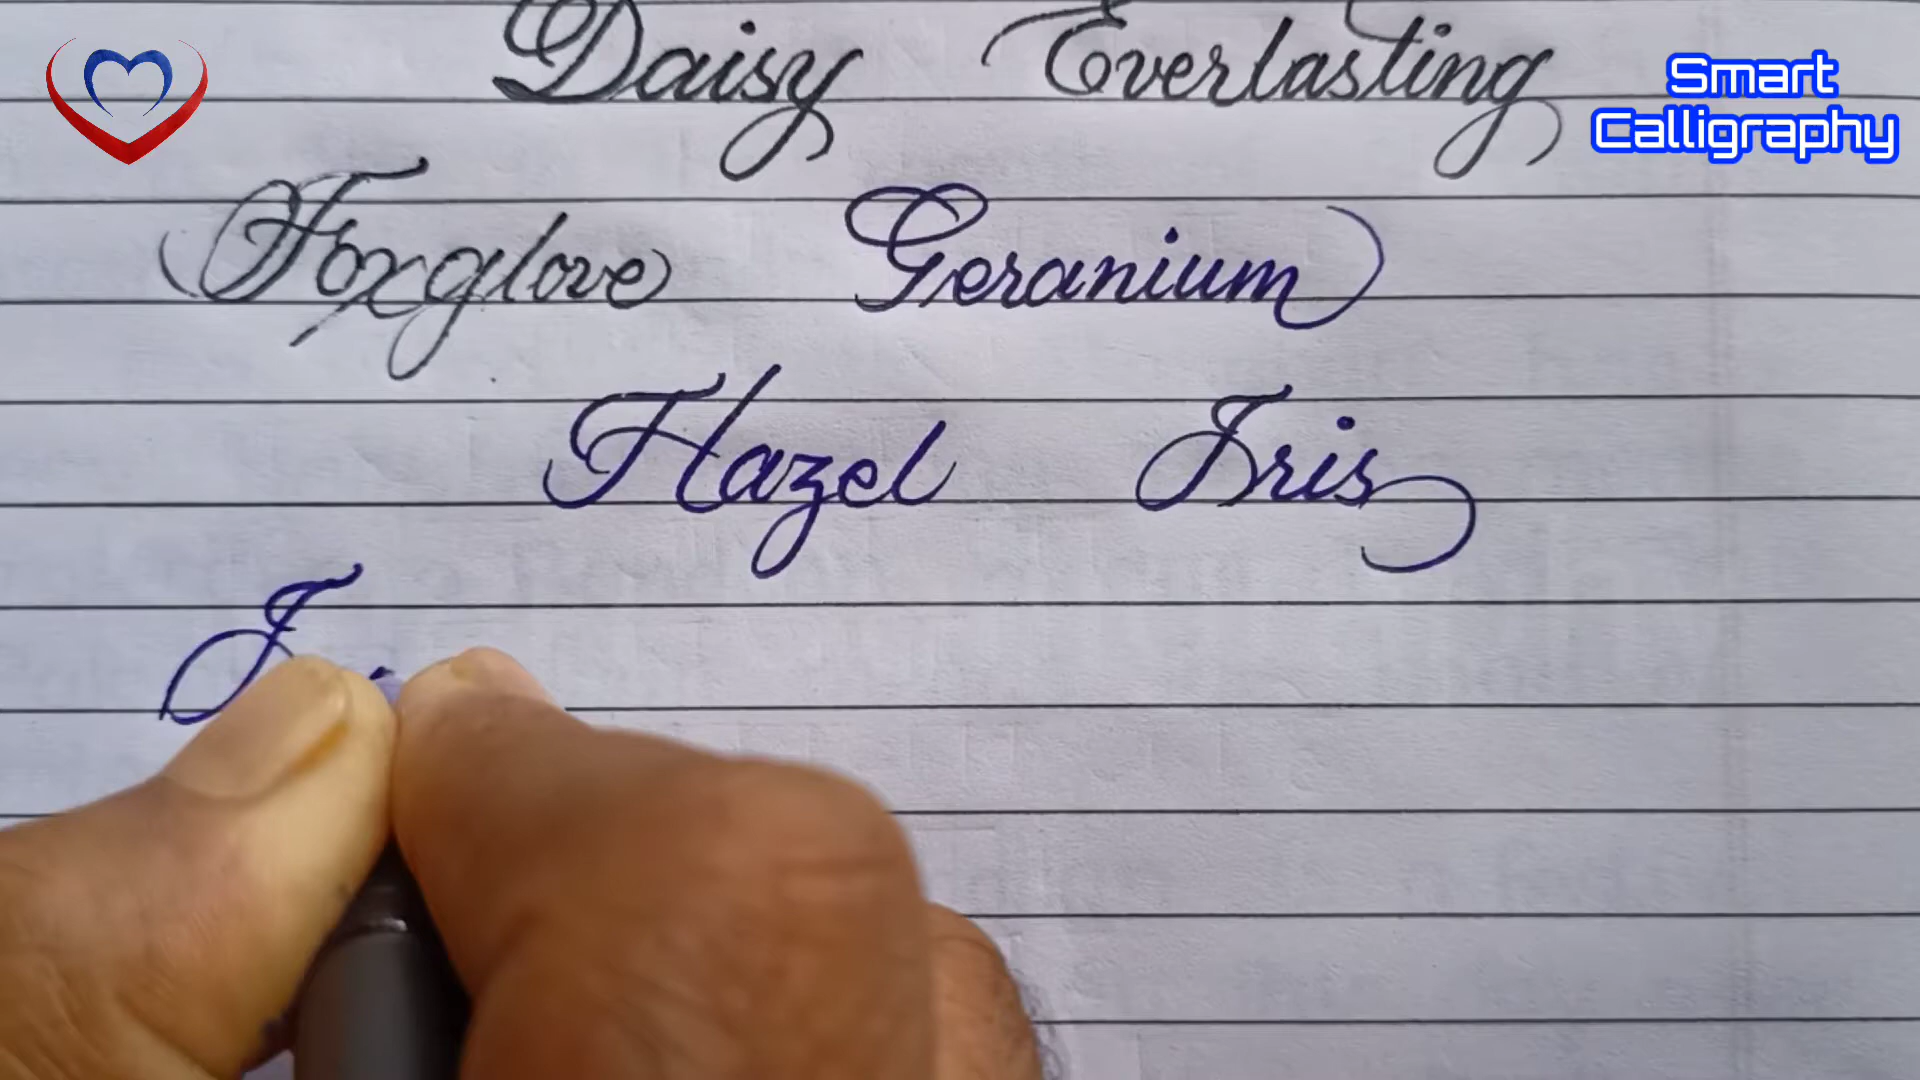 Daisy Everlasting
Smart
Calligraphy
Foxglove Geranium
Hazel Iris
J